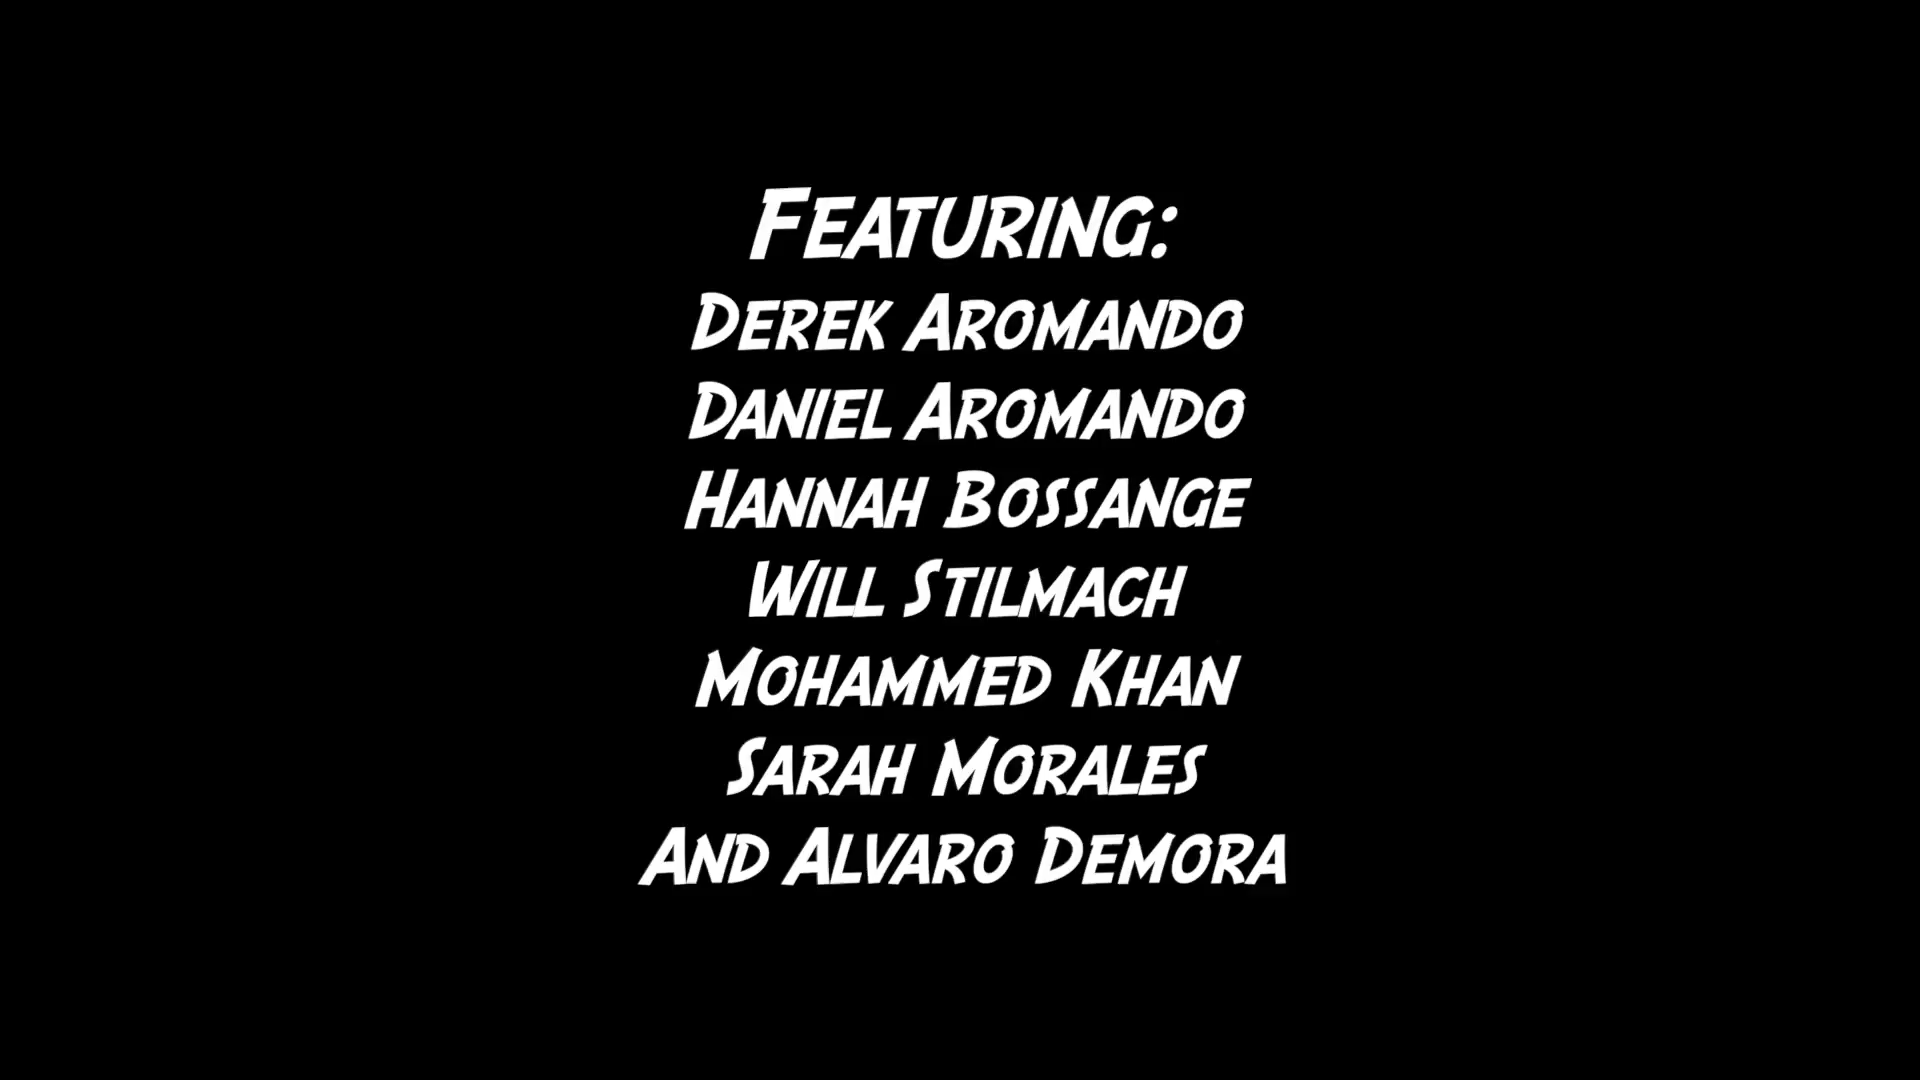 Featuring:
Derek Aromando
Daniel Aromando
Hannah Bossange
Will Stilmach
Mohammed Khan
Sarah Morales
And Alvaro Demora